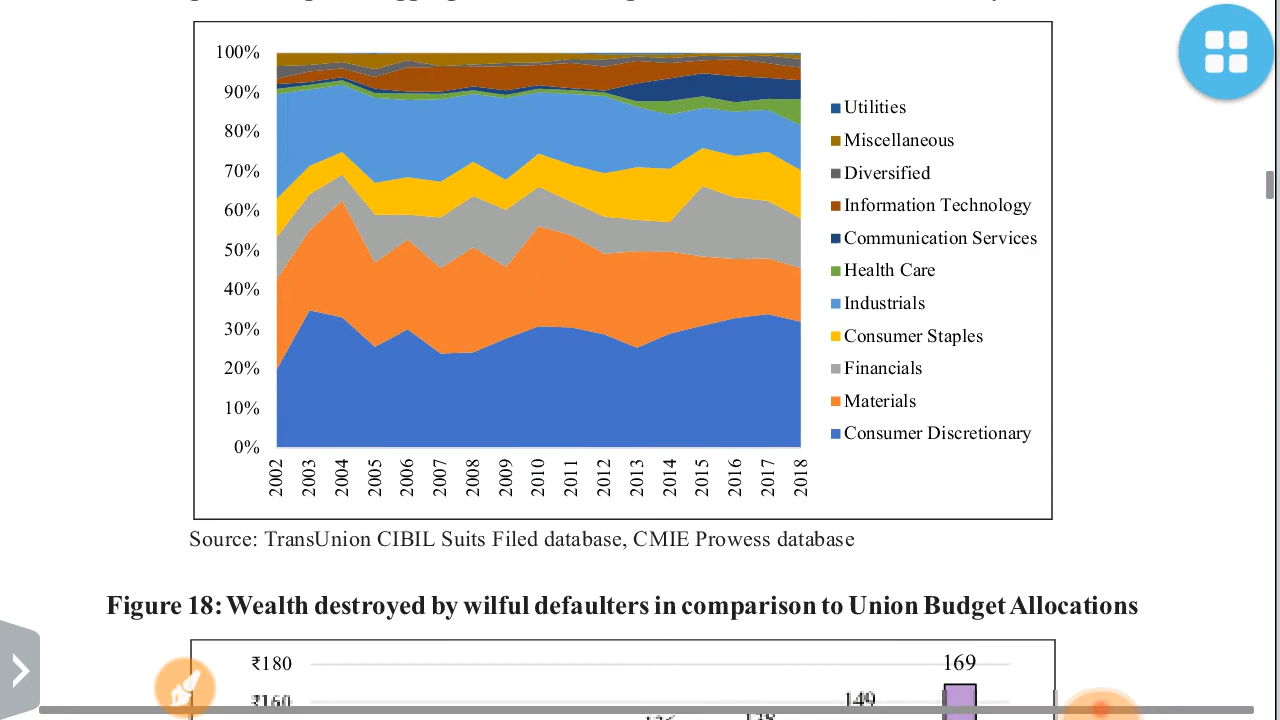 100%
90%
80%
70%
60%
50%
40%
30%
20%
10%
0%
2002 2003 2004 2005 2006 2007 2008 2009 2010 2011 2012 2013 2014 2015 2016 2017 2018
Utilities
Miscellaneous
Diversified
Information Technology
Communication Services
Health Care
Industrials
Consumer Staples
Financials
Materials
Consumer Discretionary
Source: TransUnion CIBIL Suits Filed database, CMIE Prowess database
Figure 18: Wealth destroyed by wilful defaulters in comparison to Union Budget Allocations
₹180
169
₹160
149